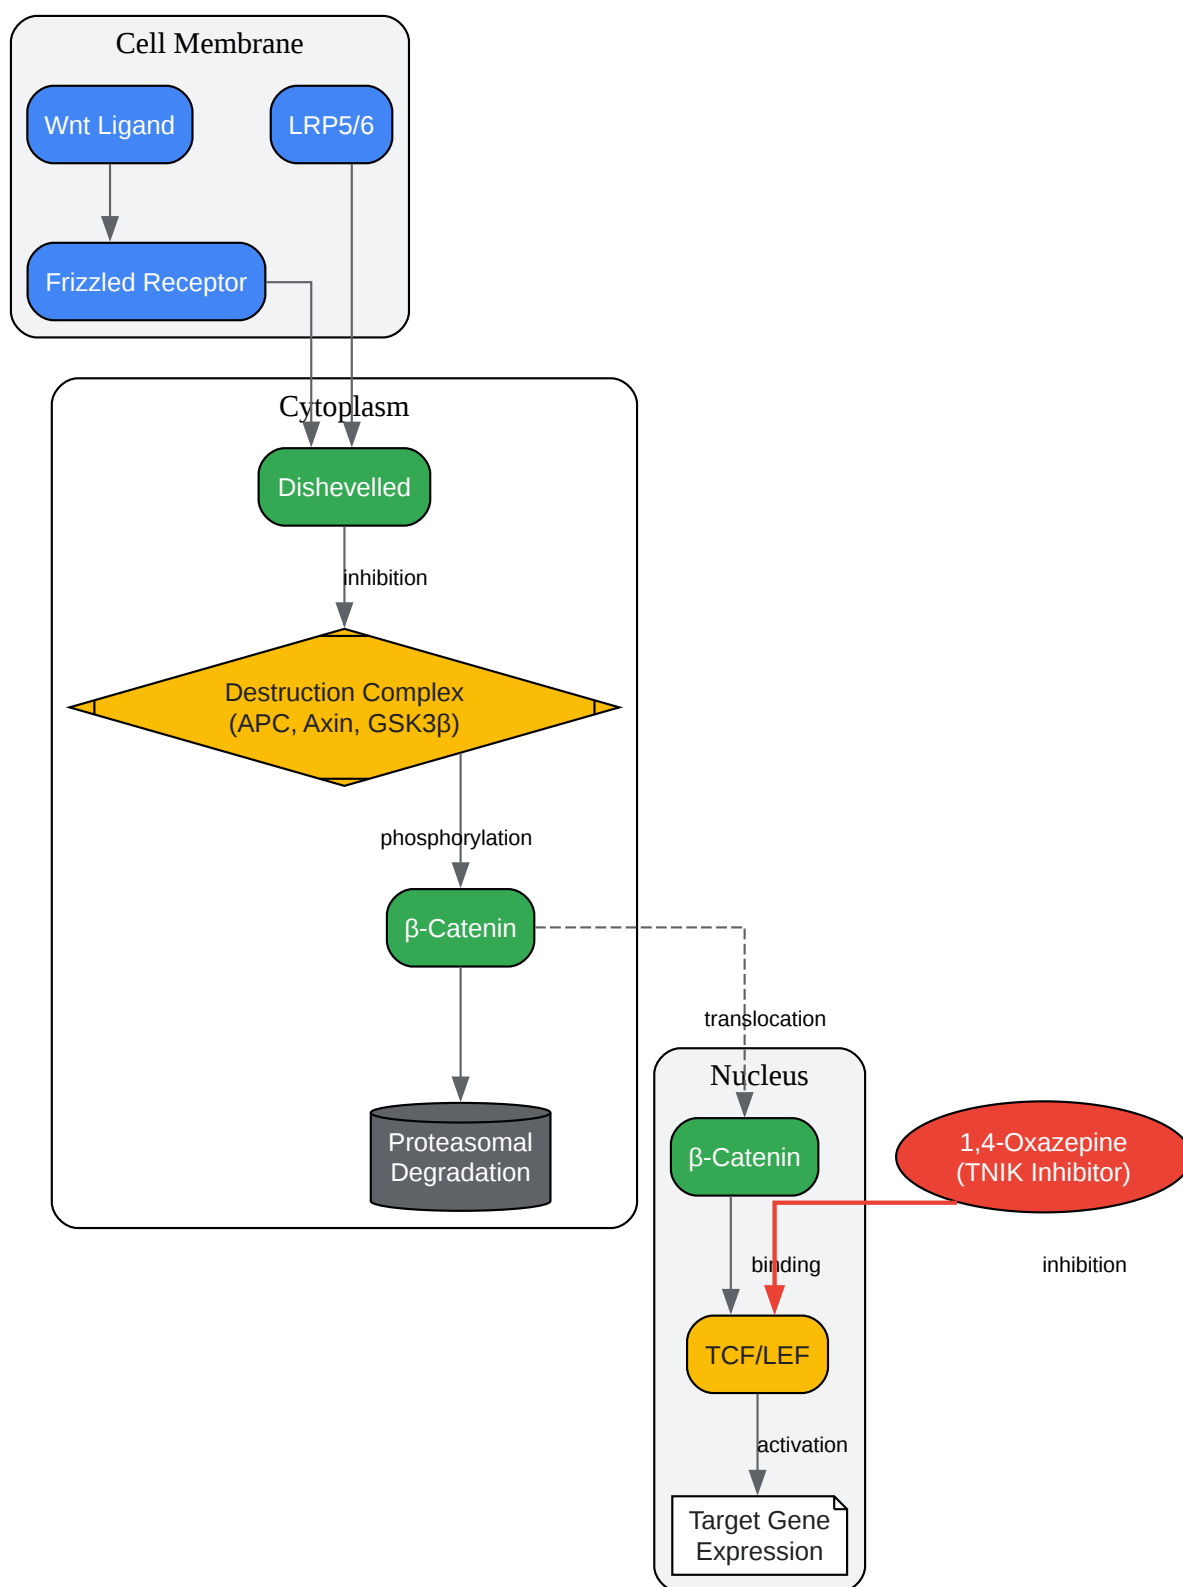 Cell Membrane
Wnt Ligand
LRP5/6
Frizzled Receptor
Cytoplasm
Dishevelled
inhibition
Destruction Complex
(APC, Axin, GSK3β)
phosphorylation
β-Catenin
translocation
Nucleus
Proteasomal
Degradation
β-Catenin
1,4-Oxazepine
(TNIK Inhibitor)
binding
inhibition
TCF/LEF
activation
Target Gene
Expression